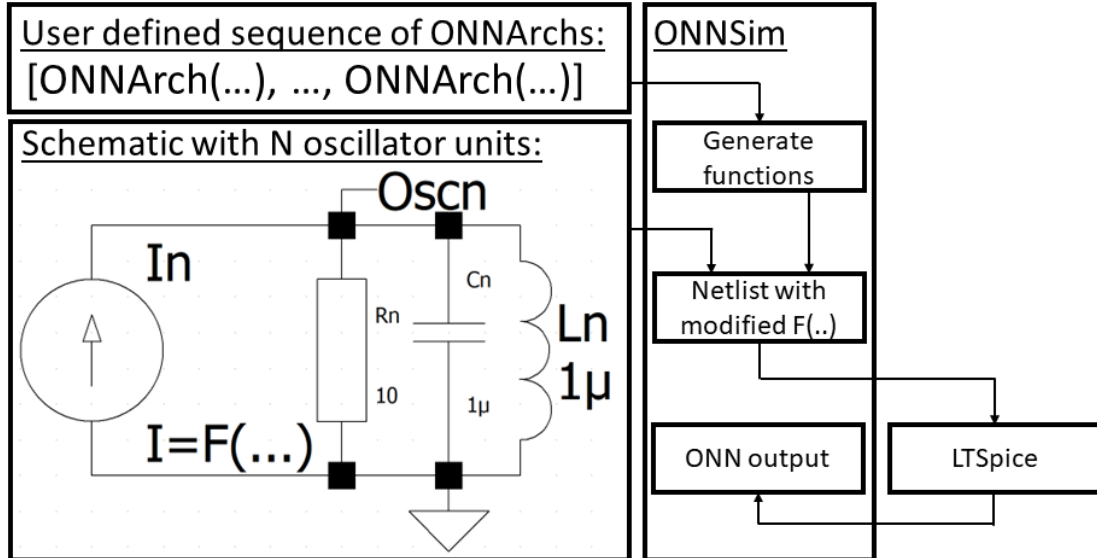 User defined sequence of ONNArchs:
[ONNArch(...), ..., ONNArch(...)]
Schematic with N oscillator units:
Oscn
In
Rn
10
Cn
1µ
Ln
1µ
I=F(...)
ONNSim
Generate
functions
Netlist with
modified F(..)
ONN output
LTSpice